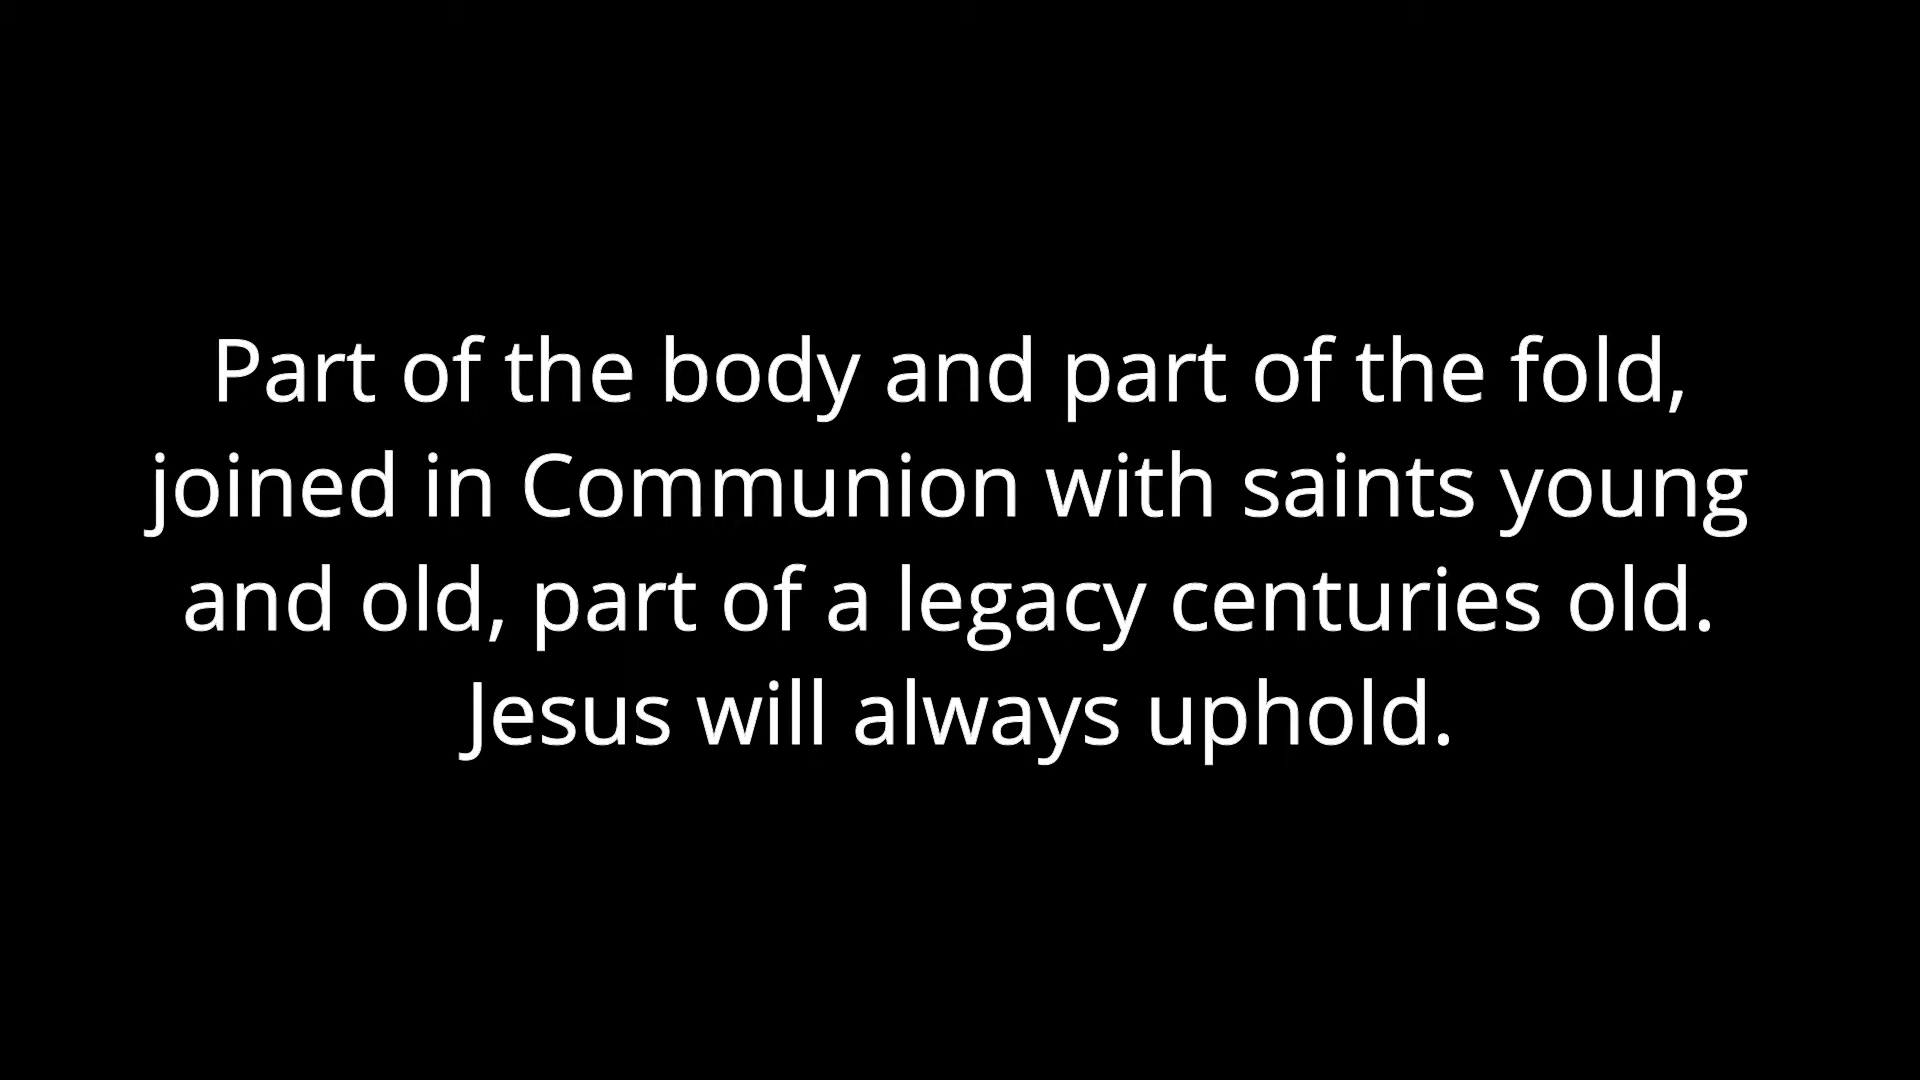 Part of the body and part of the fold,
joined in Communion with saints young
and old, part of a legacy centuries old.
Jesus will always uphold.